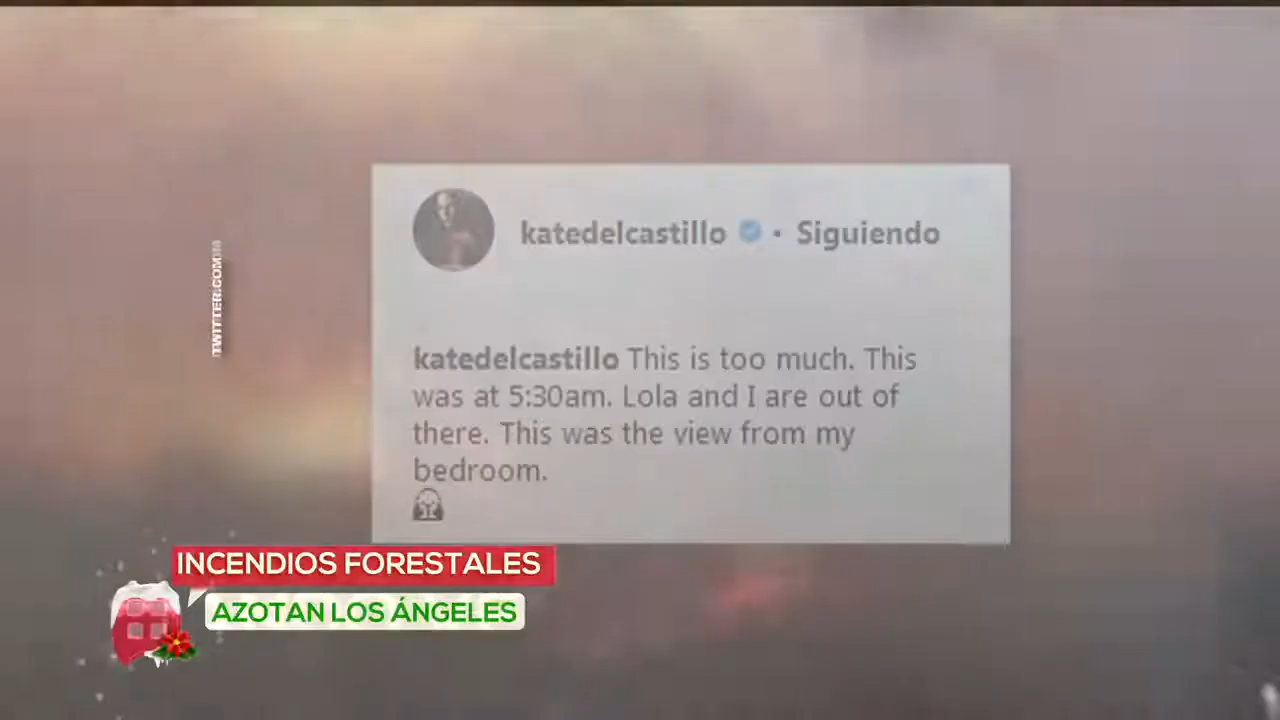 katedelcastillo • Siguiendo
TWITTER.COM
katedelcastillo This is too much. This
was at 5:30am. Lola and I are out of
there. This was the view from my
bedroom.
INCENDIOS FORESTALES
AZOTAN LOS ÁNGELES